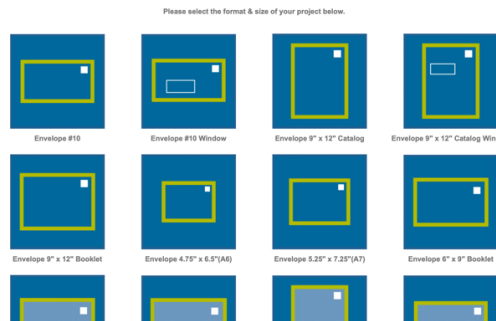 Please select the format & size of your project below.
Envelope #10
Envelope #10 Window
Envelope 9" x 12" Catalog
Envelope 9" x 12" Catalog Win
Envelope 9" x 12" Booklet
Envelope 4.75" x 6.5"(A6)
Envelope 5.25" x 7.25"(A7)
Envelope 6" x 9" Booklet